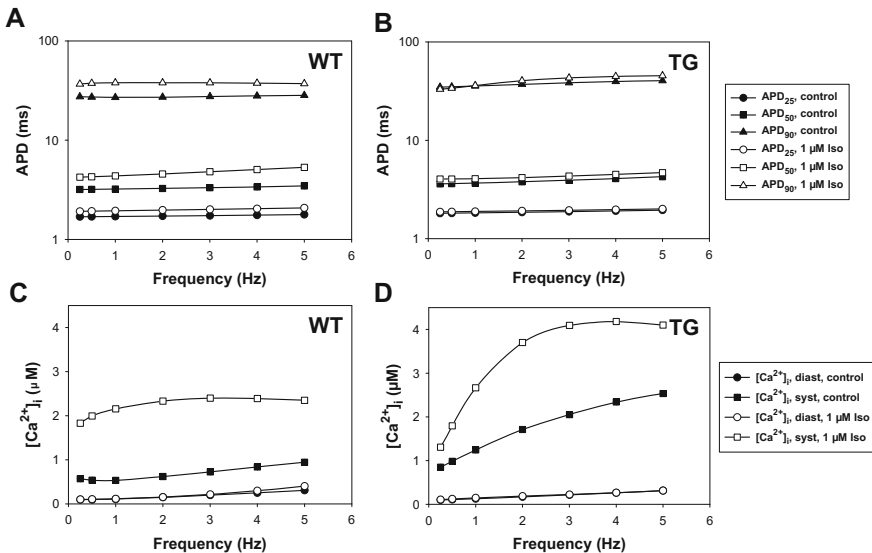 A
WT
100
10
1
APD (ms)
0 1 2 3 4 5 6
Frequency (Hz)
B
TG
100
10
1
APD (ms)
0 1 2 3 4 5 6
Frequency (Hz)
APD₂₅, control
APD₅₀, control
APD₉₀, control
APD₂₅, 1 µM Iso
APD₅₀, 1 µM Iso
APD₉₀, 1 µM Iso
C
WT
4
3
2
1
0
[Ca²⁺]ᵢ (µM)
0 1 2 3 4 5 6
Frequency (Hz)
D
TG
4
3
2
1
0
[Ca²⁺]ᵢ (µM)
0 1 2 3 4 5 6
Frequency (Hz)
[Ca²⁺]ᵢ, diast, control
[Ca²⁺]ᵢ, syst, control
[Ca²⁺]ᵢ, diast, 1 µM Iso
[Ca²⁺]ᵢ, syst, 1 µM Iso